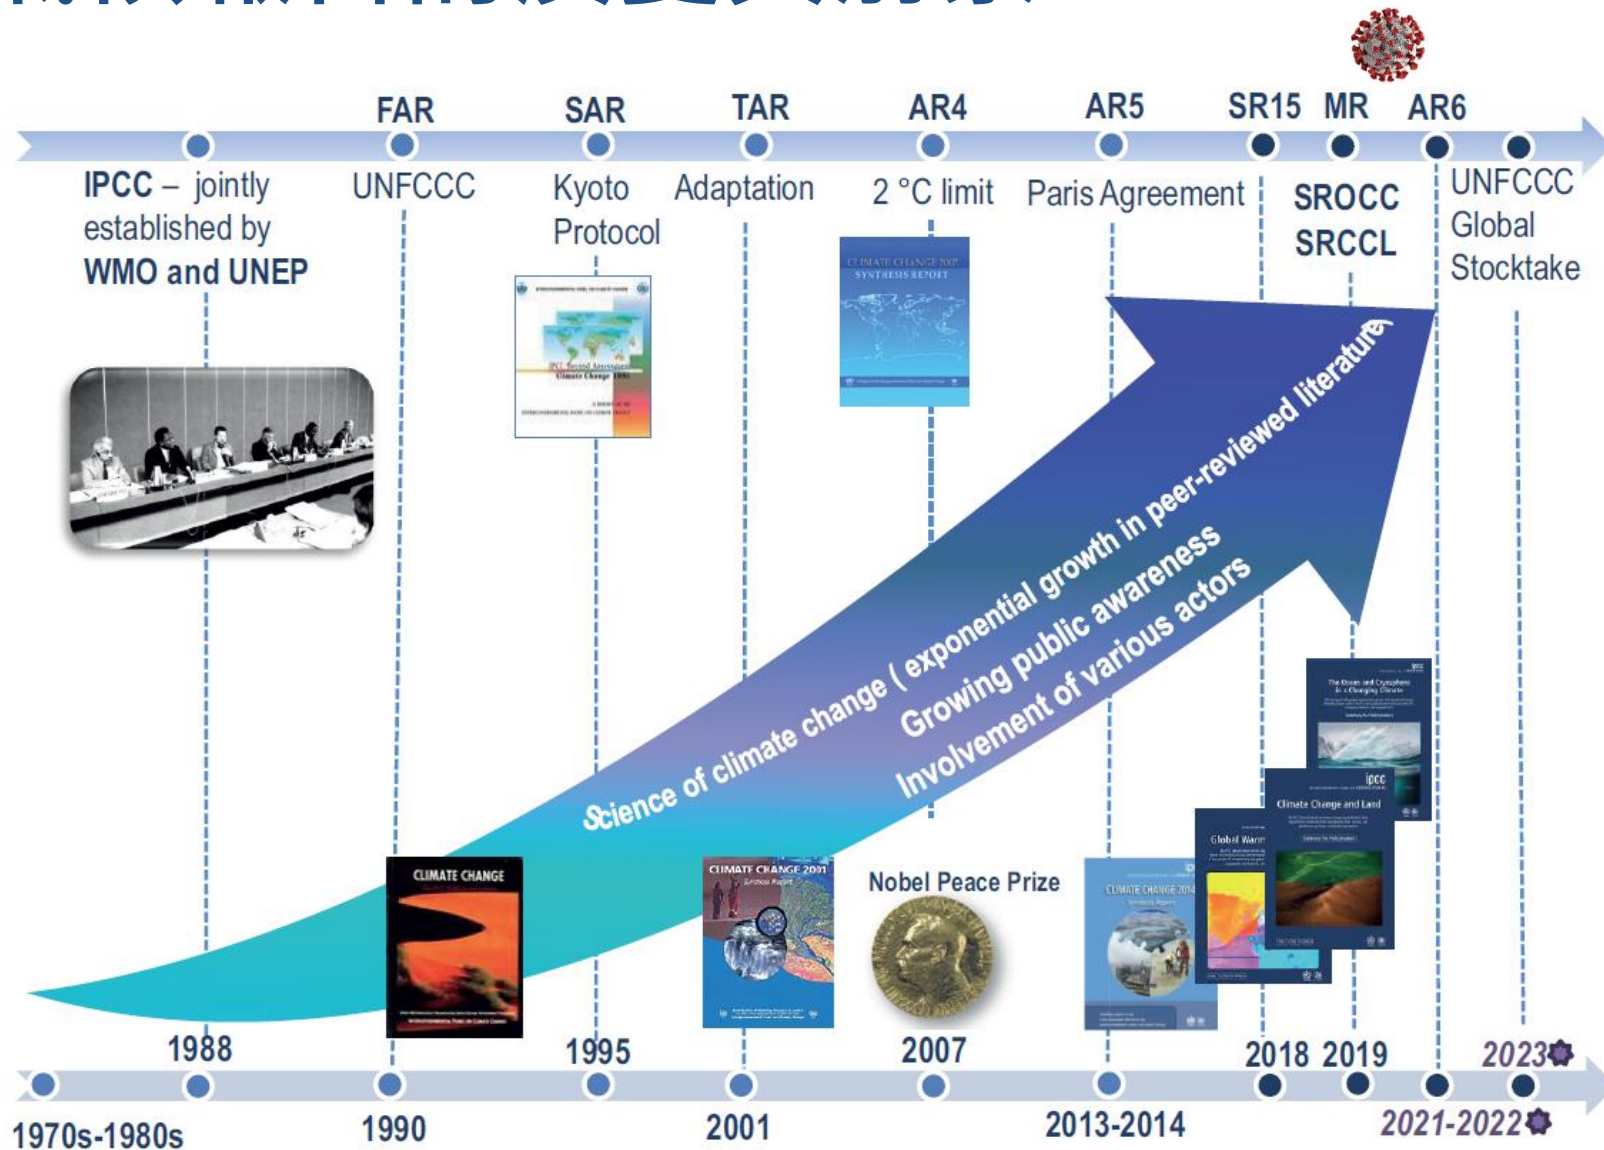 FAR
SAR
TAR
AR4
AR5
SR15
MR
AR6
IPCC – jointly
established by
WMO and UNEP
UNFCCC
Kyoto
Protocol
Adaptation
2 °C limit
Paris Agreement
SROCC
SRCCL
UNFCCC
Global
Stocktake
CLIMATE CHANGE 2007
SYNTHESIS REPORT
Science of climate change ( exponential growth in peer-reviewed literature)
Growing public awareness
Involvement of various actors
The Ocean and Cryosphere
in a Changing Climate
ipcc
Climate Change and Land
Global Warm
CLIMATE CHANGE
CLIMATE CHANGE 2001
Synthesis Report
Nobel Peace Prize
CLIMATE CHANGE 2014
Synthesis Report
1988
1995
2007
2018
2019
2023
1970s-1980s
1990
2001
2013-2014
2021-2022